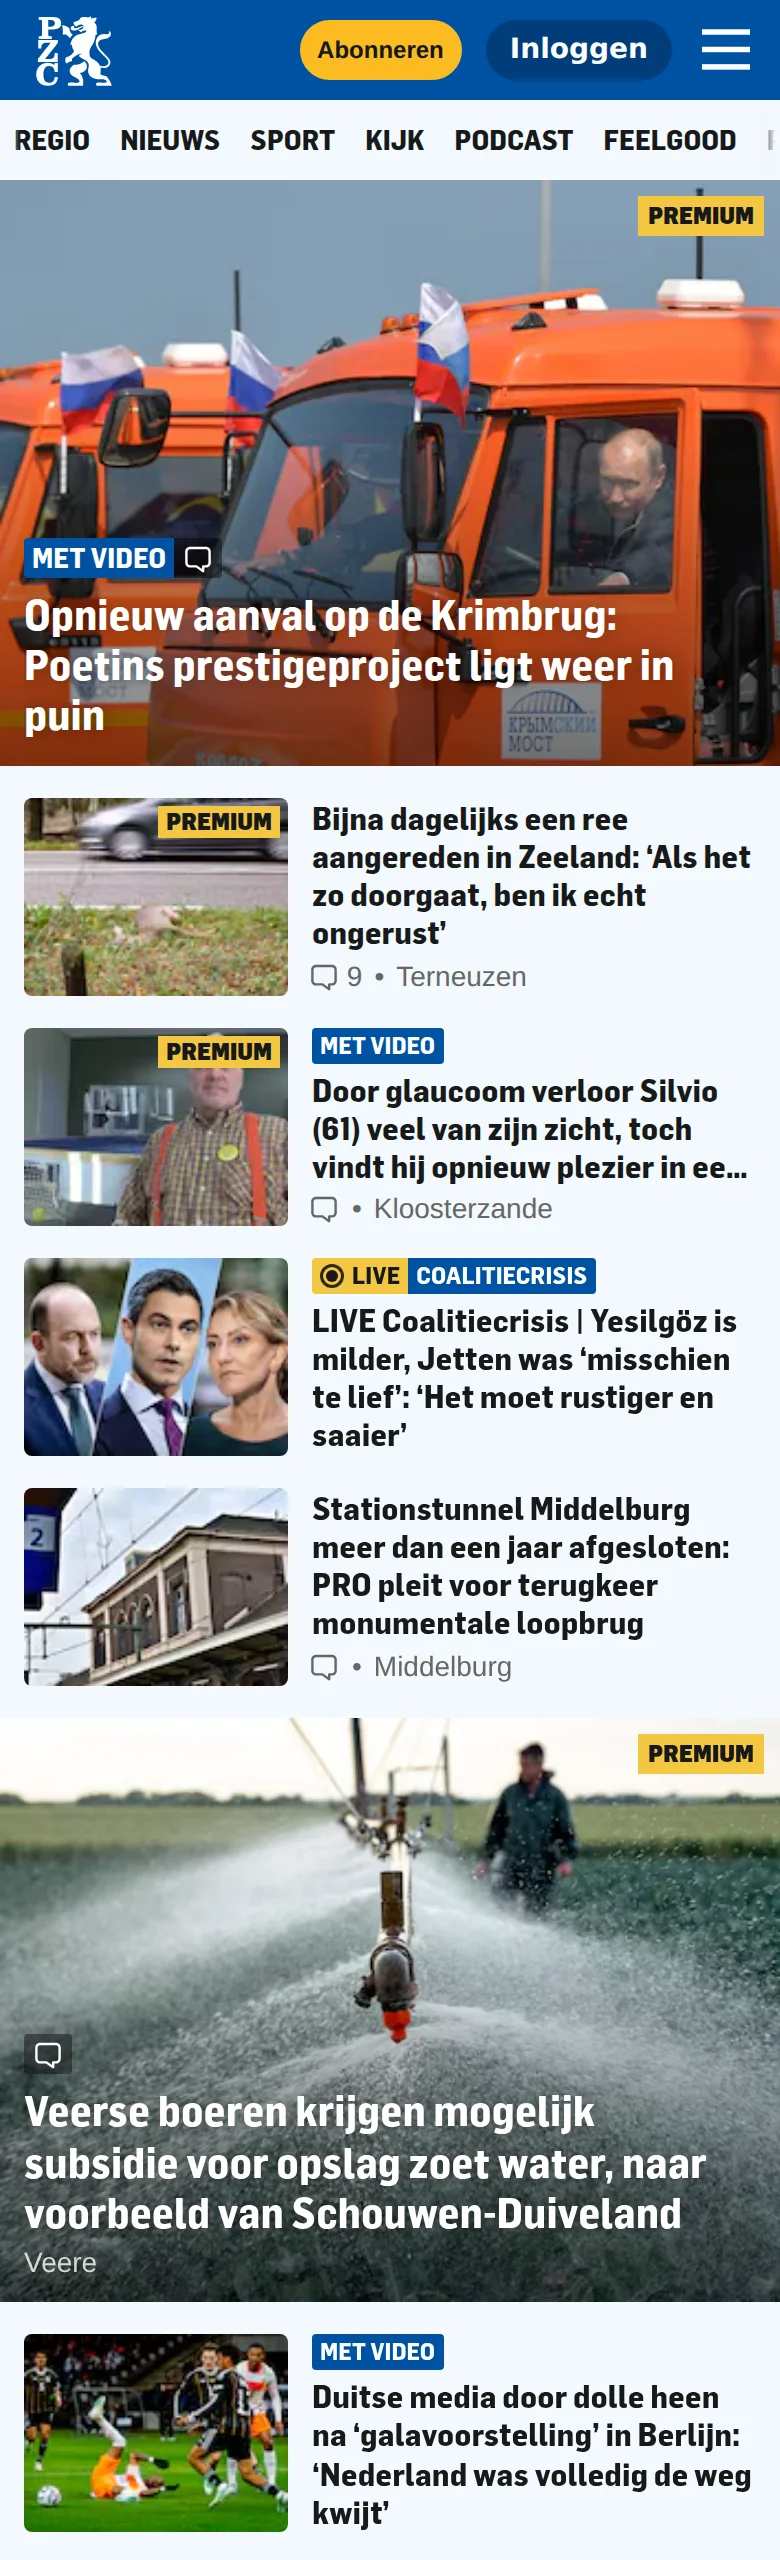 PZC
Abonneren
Inloggen
REGIO NIEUWS SPORT KIJK PODCAST FEELGOOD
PREMIUM
MET VIDEO
Opnieuw aanval op de Krimbrug:
Poetins prestigeproject ligt weer in
puin
КРЫМСКИЙ
МОСТ
PREMIUM
Bijna dagelijks een ree
aangereden in Zeeland: ‘Als het
zo doorgaat, ben ik echt
ongerust’
9 • Terneuzen
PREMIUM
MET VIDEO
Door glaucoom verloor Silvio
(61) veel van zijn zicht, toch
vindt hij opnieuw plezier in ee...
• Kloosterzande
LIVE COALITIECRISIS
LIVE Coalitiecrisis | Yesilgöz is
milder, Jetten was ‘misschien
te lief’: ‘Het moet rustiger en
saaier’
2
Stationstunnel Middelburg
meer dan een jaar afgesloten:
PRO pleit voor terugkeer
monumentale loopbrug
• Middelburg
PREMIUM
Veerse boeren krijgen mogelijk
subsidie voor opslag zoet water, naar
voorbeeld van Schouwen-Duiveland
Veere
MET VIDEO
Duitse media door dolle heen
na ‘galavoorstelling’ in Berlijn:
‘Nederland was volledig de weg
kwijt’